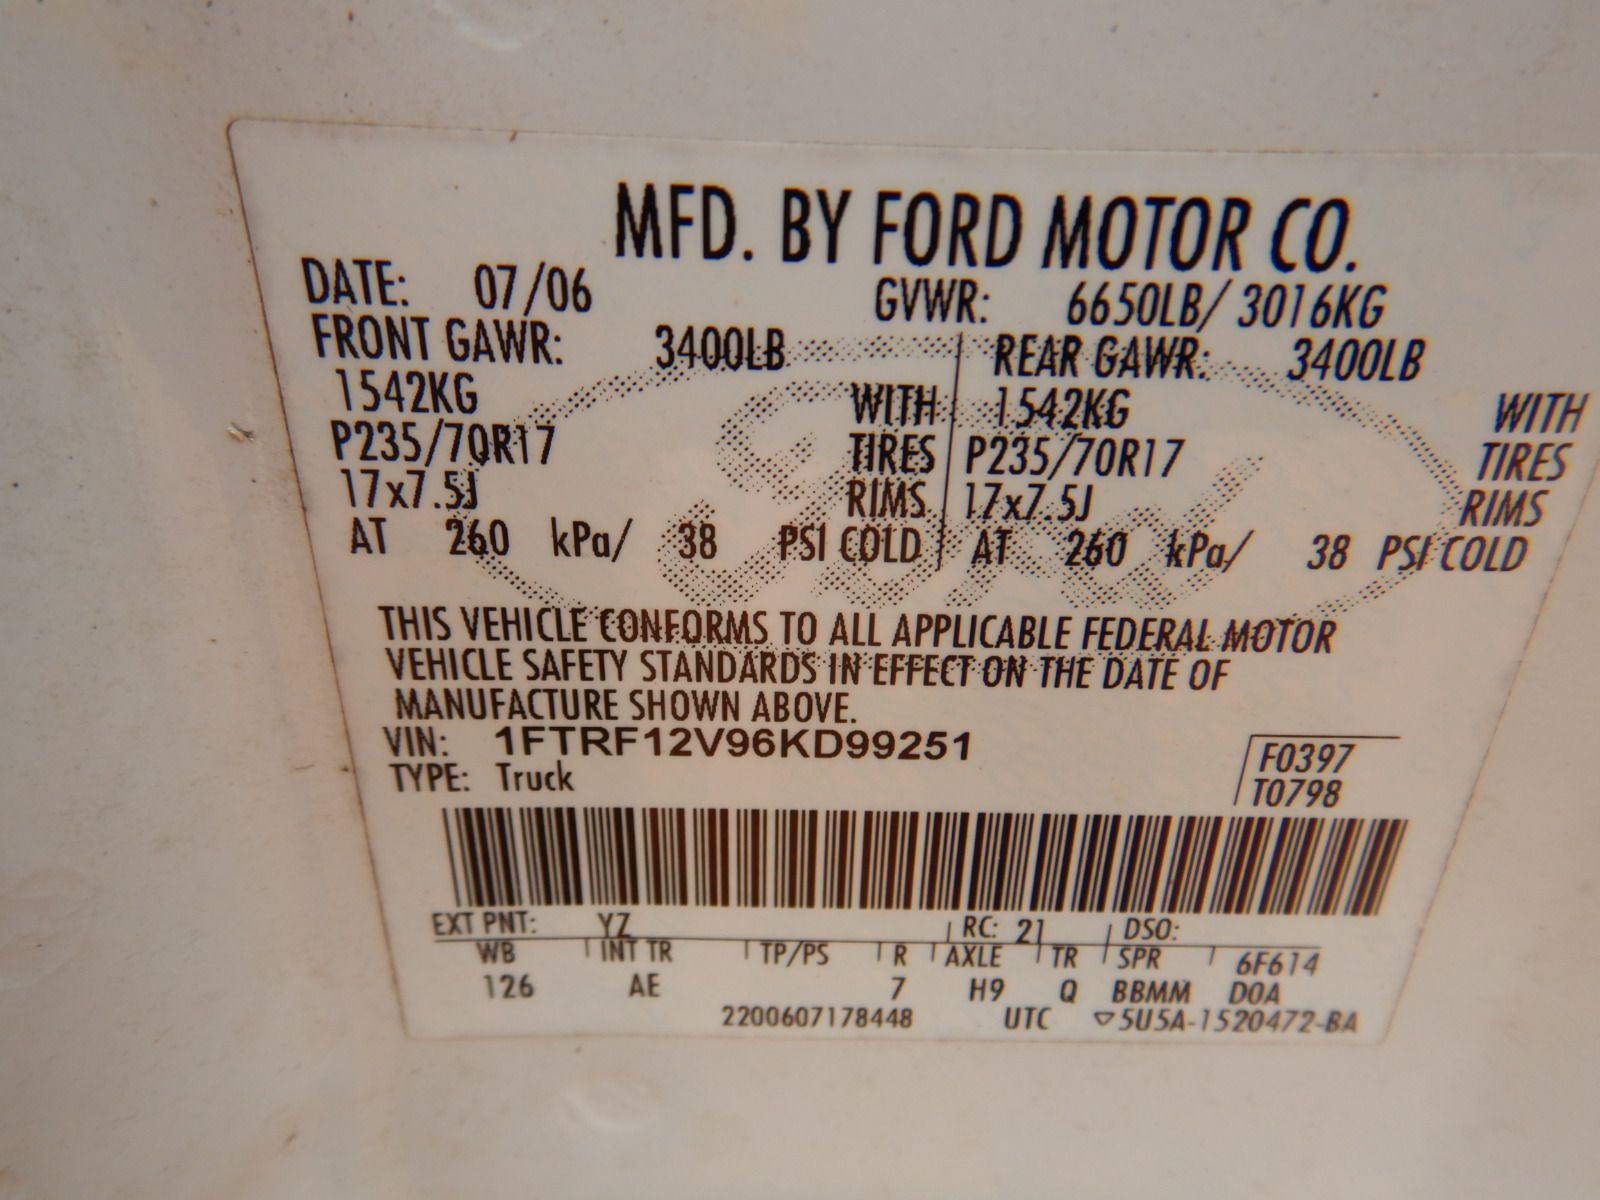 MFD. BY FORD MOTOR CO.
DATE: 07/06 GVWR: 6650LB/ 3016KG
FRONT GAWR: 3400LB REAR GAWR: 3400LB
1542KG WITH 1542KG WITH
P235/70R17 TIRES P235/70R17 TIRES
17x7.5J RIMS 17x7.5J RIMS
AT 260 kPa/ 38 PSI COLD AT 260 kPa/ 38 PSI COLD
Ford
THIS VEHICLE CONFORMS TO ALL APPLICABLE FEDERAL MOTOR
VEHICLE SAFETY STANDARDS IN EFFECT ON THE DATE OF
MANUFACTURE SHOWN ABOVE.
VIN: 1FTRF12V96KD99251 F0397
TYPE: Truck T0798
EXT PNT: YZ RC: 21 DSO:
WB INT TR TP/PS R AXLE TR SPR 6F614
126 AE 7 H9 Q BBMM D0A
2200607178448 UTC ▽5U5A-1520472-BA